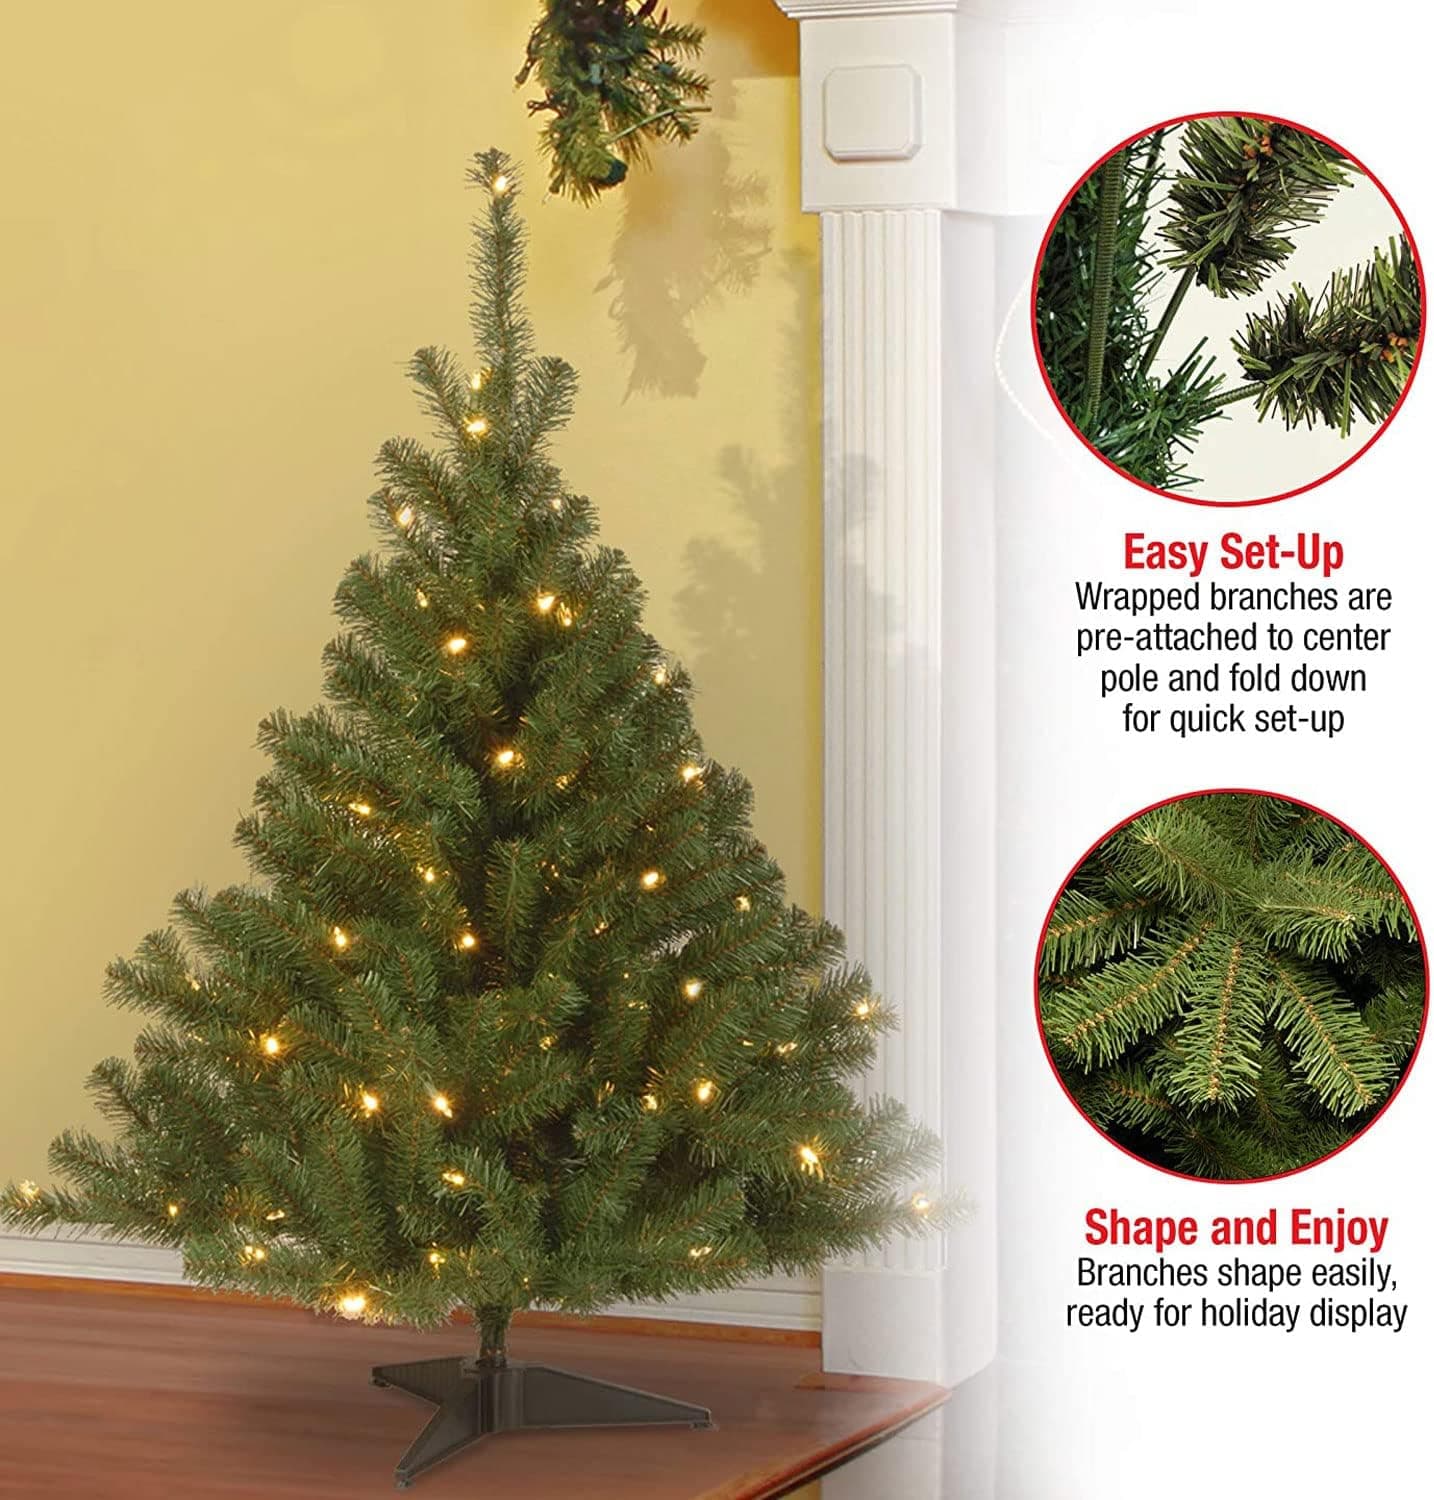 Easy Set-Up
Wrapped branches are
pre-attached to center
pole and fold down
for quick set-up
Shape and Enjoy
Branches shape easily,
ready for holiday display